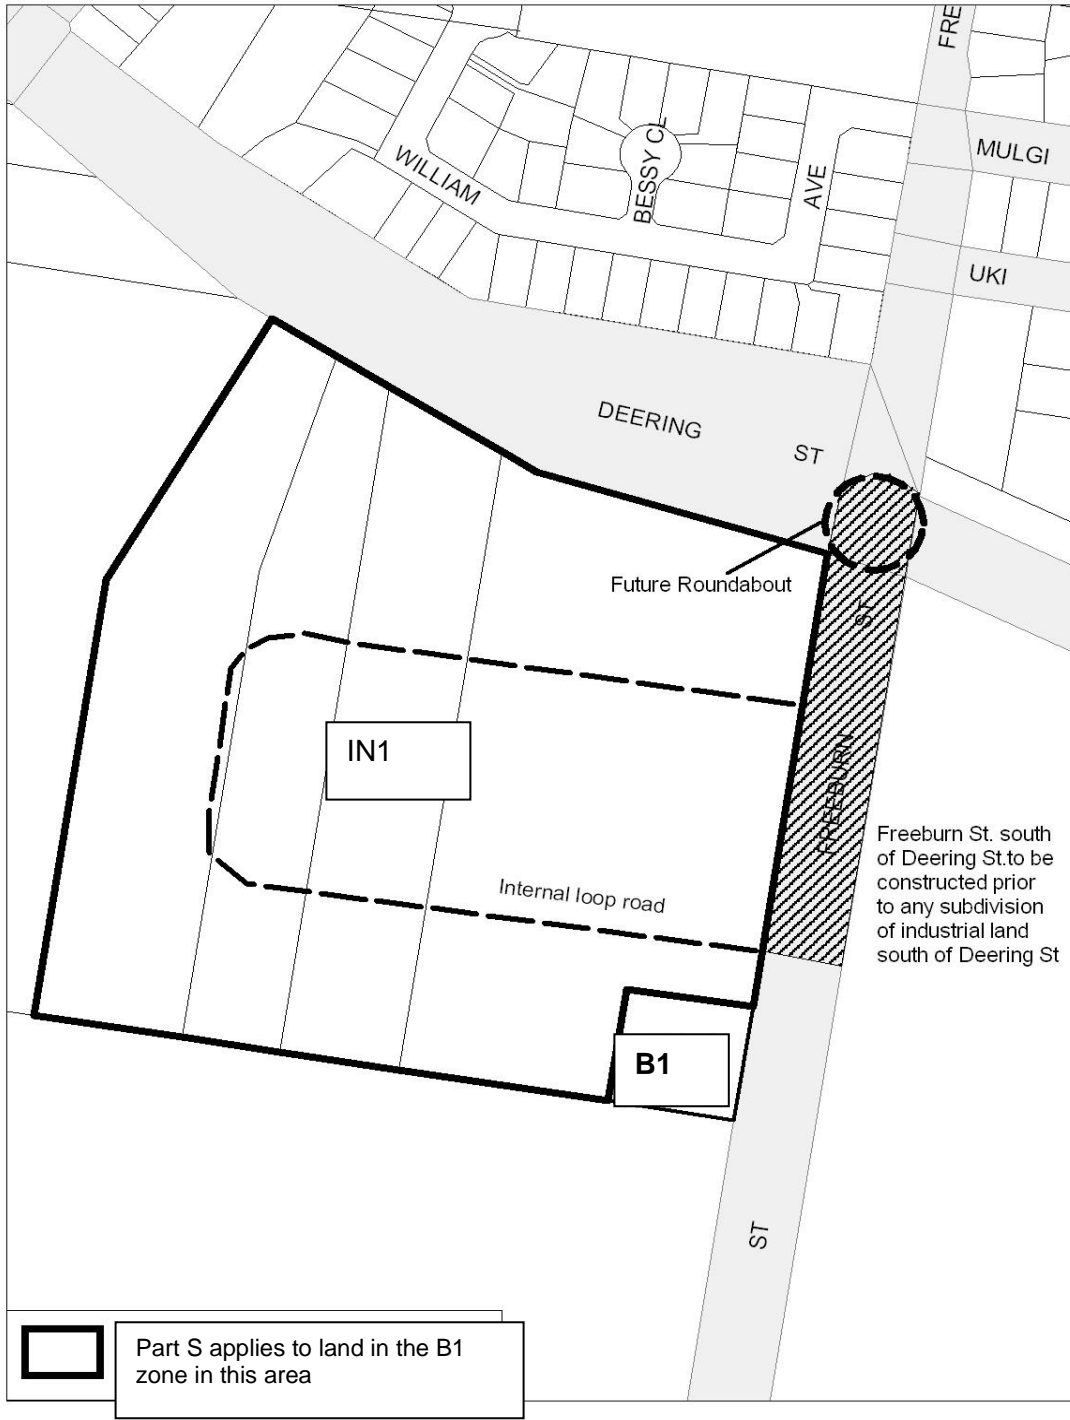 FRE
MULGI
WILLIAM
BESSY CL
AVE
UKI
DEERING
ST
Future Roundabout
ST
FREEBURN
IN1
Freeburn St. south
of Deering St.to be
constructed prior
to any subdivision
of industrial land
south of Deering St
Internal loop road
B1
ST
Part S applies to land in the B1
zone in this area